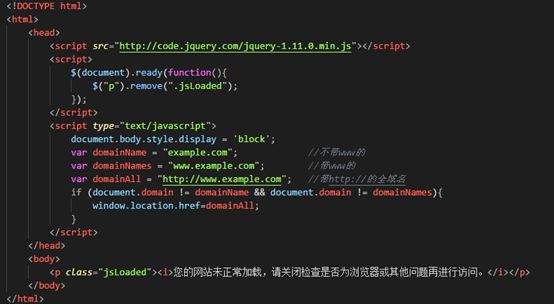 <!DOCTYPE html>
<html>
<head>
<script src="http://code.jquery.com/jquery-1.11.0.min.js"></script>
<script>
$(document).ready(function(){
$("p").remove(".jsLoaded");
});
</script>
<script type="text/javascript">
document.body.style.display = 'block';
var domainName = "example.com"; //不带www的
var domainNames = "www.example.com"; //带www的
var domainAll = "http://www.example.com"; //带http://的全域名
if (document.domain != domainName && document.domain != domainNames){
window.location.href=domainAll;
}
</script>
</head>
<body>
<p class="jsLoaded"><i>您的网站未正常加载，请关闭检查是否为浏览器或其他问题再进行访问。</i></p>
</body>
</html>